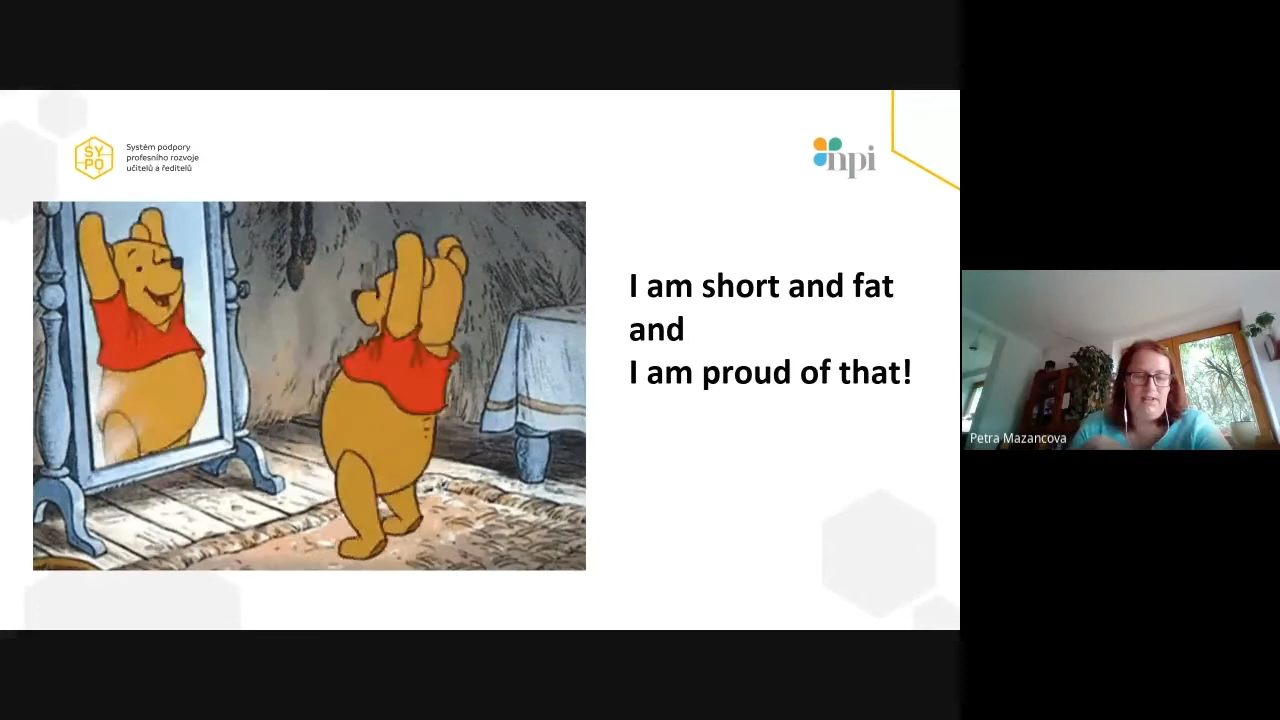 SY
PO
Systém podpory
profesního rozvoje
učitelů a ředitelů
npi
I am short and fat
and
I am proud of that!
Petra Mazancova